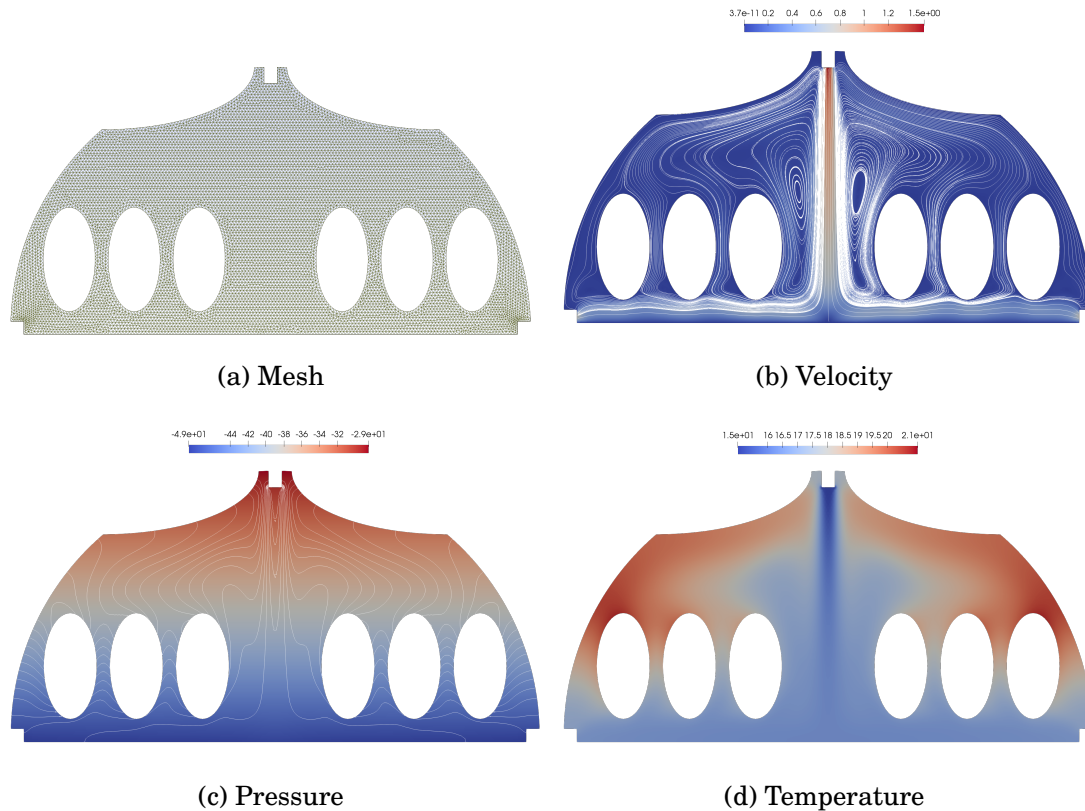 3.7e-11 0.2 0.4 0.6 0.8 1 1.2 1.5e+00
(a) Mesh
(b) Velocity
-4.9e+01 -44 -42 -40 -38 -36 -34 -32 -2.9e+01
1.5e+01 16 16.5 17 17.5 18 18.5 19 19.5 20 2.1e+01
(c) Pressure
(d) Temperature